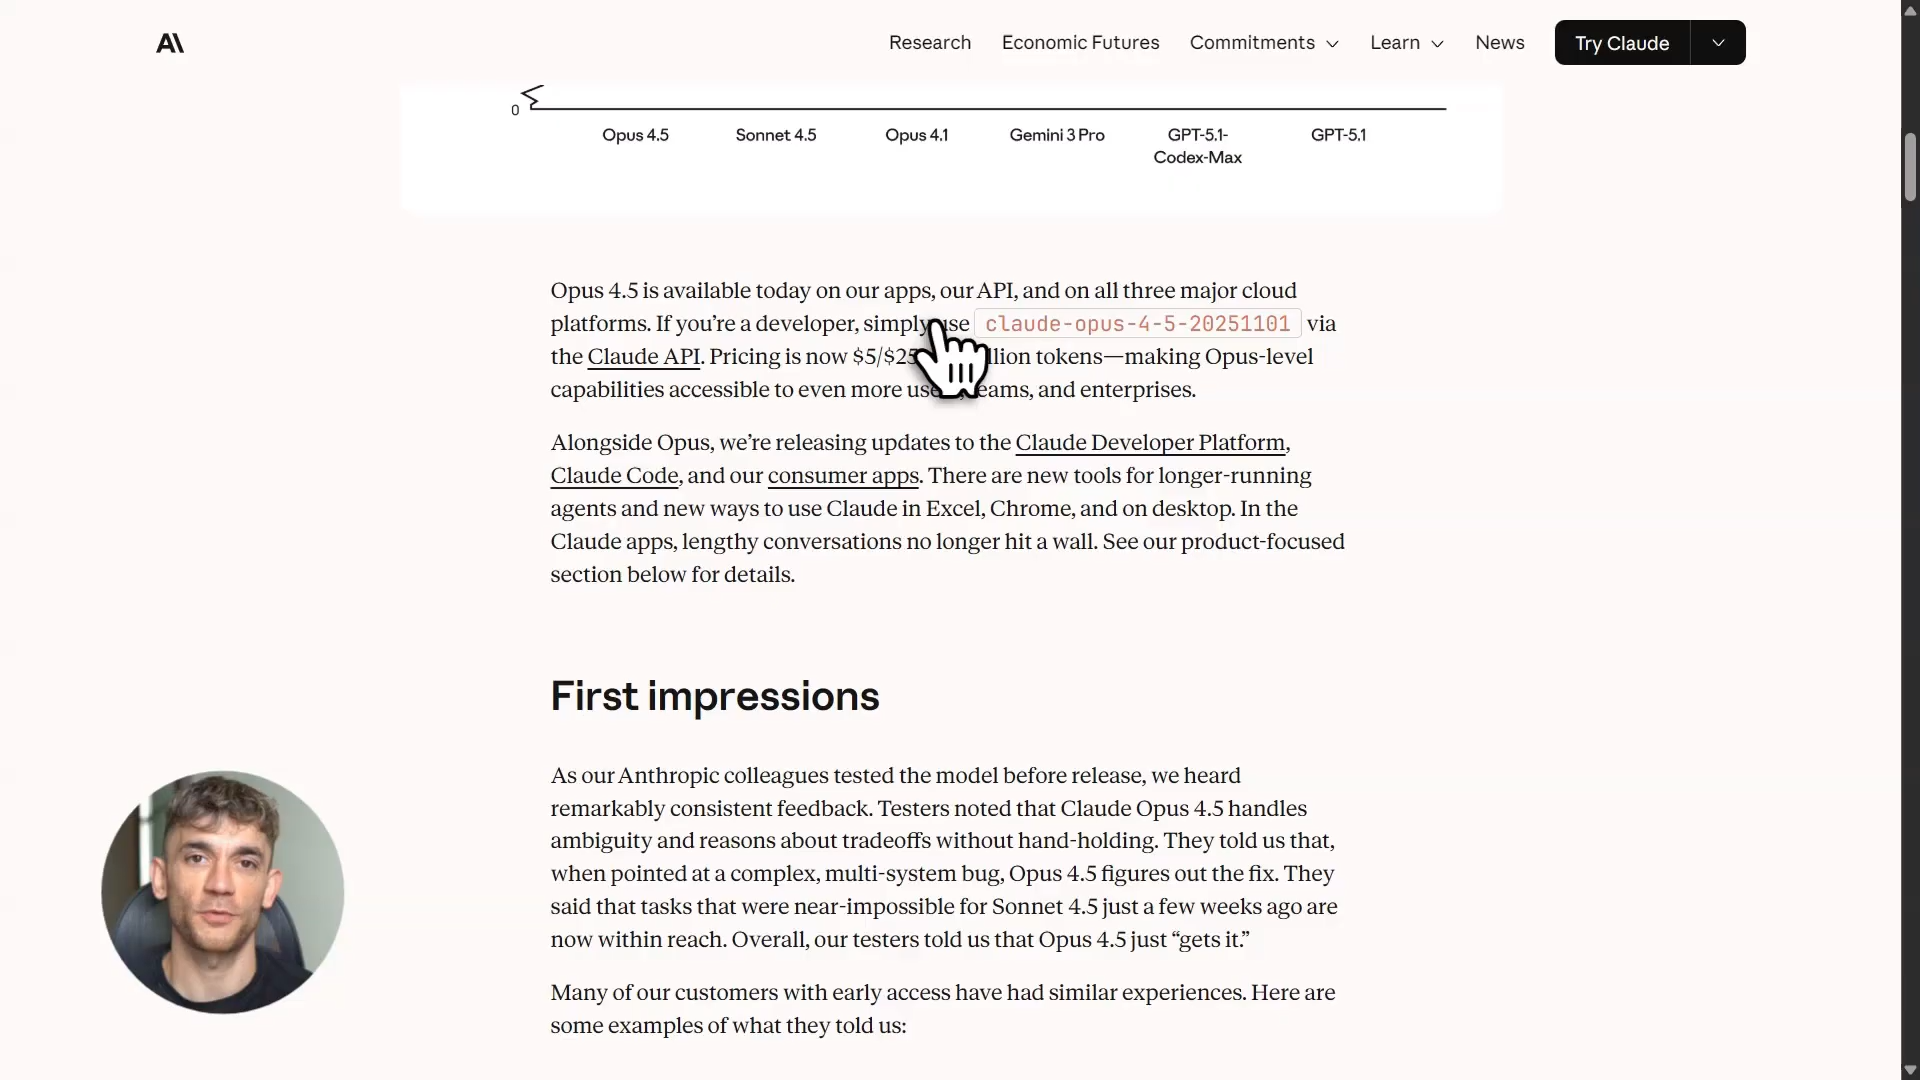 Research Economic Futures Commitments Learn News Try Claude
0
Opus 4.5 Sonnet 4.5 Opus 4.1 Gemini 3 Pro GPT-5.1-Codex-Max GPT-5.1
Opus 4.5 is available today on our apps, our API, and on all three major cloud
platforms. If you’re a developer, simply use claude-opus-4-5-20251101 via
the Claude API. Pricing is now $5/$25 tokens—making Opus-level
capabilities accessible to even more teams, and enterprises.
Alongside Opus, we’re releasing updates to the Claude Developer Platform,
Claude Code, and our consumer apps. There are new tools for longer-running
agents and new ways to use Claude in Excel, Chrome, and on desktop. In the
Claude apps, lengthy conversations no longer hit a wall. See our product-focused
section below for details.
First impressions
As our Anthropic colleagues tested the model before release, we heard
remarkably consistent feedback. Testers noted that Claude Opus 4.5 handles
ambiguity and reasons about tradeoffs without hand-holding. They told us that,
when pointed at a complex, multi-system bug, Opus 4.5 figures out the fix. They
said that tasks that were near-impossible for Sonnet 4.5 just a few weeks ago are
now within reach. Overall, our testers told us that Opus 4.5 just “gets it.”
Many of our customers with early access have had similar experiences. Here are
some examples of what they told us: